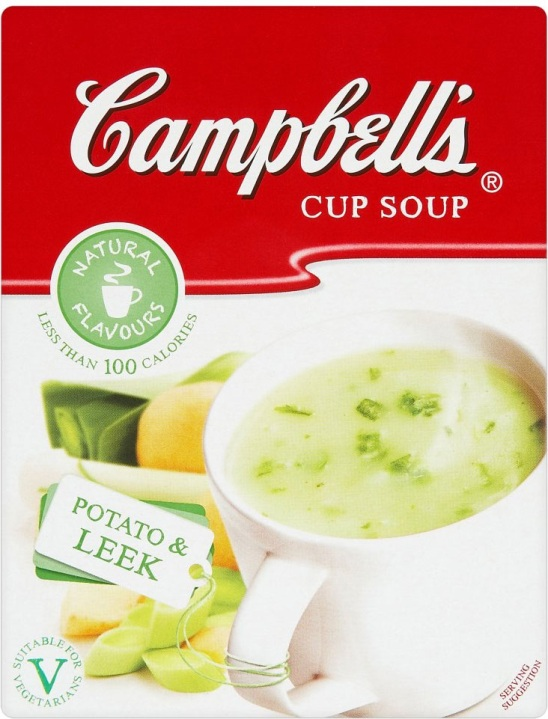 Campbell's®
CUP SOUP
NATURAL
FLAVOURS
LESS THAN 100 CALORIES
POTATO &
LEEK
SUITABLE FOR
V
VEGETARIANS
SERVING
SUGGESTION